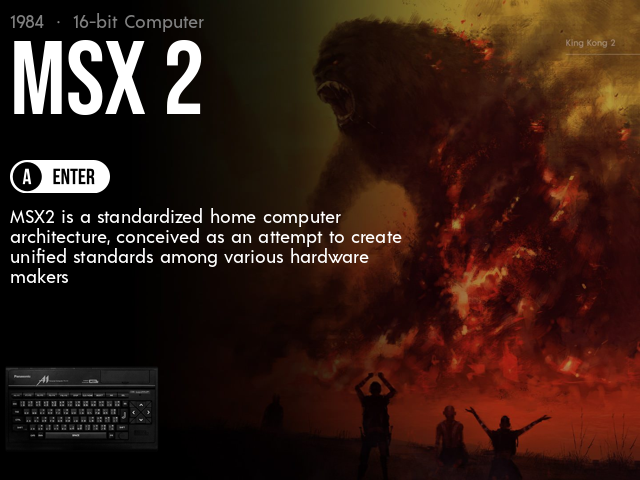 1984 · 16-bit Computer
King Kong 2
MSX 2
A ENTER
MSX2 is a standardized home computer
architecture, conceived as an attempt to create
unified standards among various hardware
makers
Panasonic